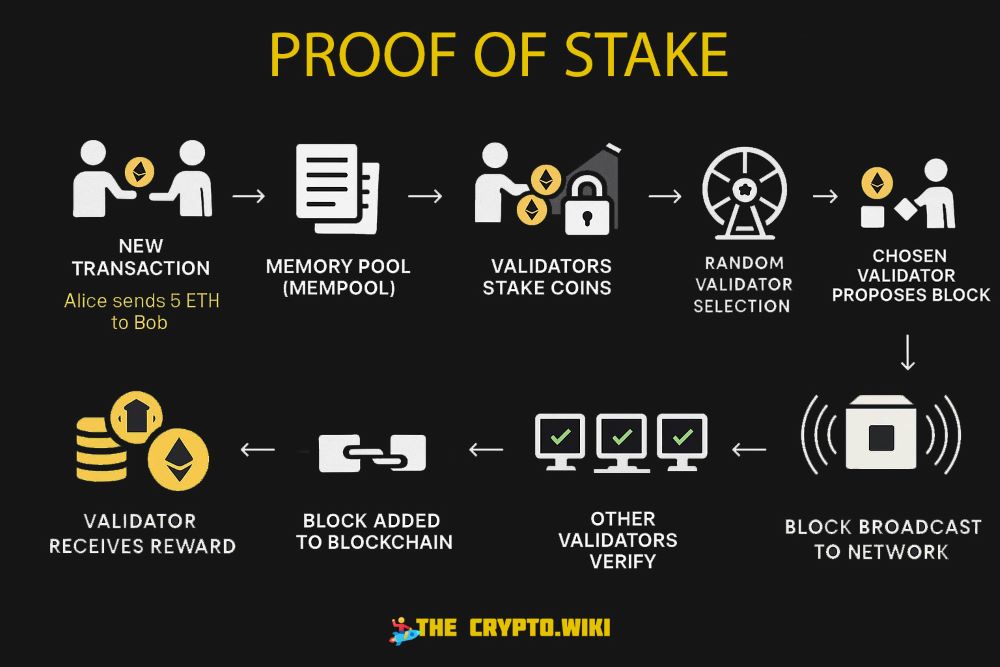 PROOF OF STAKE
NEW
TRANSACTION
Alice sends 5 ETH
to Bob
MEMORY POOL
(MEMPOOL)
VALIDATORS
STAKE COINS
RANDOM
VALIDATOR
SELECTION
CHOSEN
VALIDATOR
PROPOSES BLOCK
BLOCK BROADCAST
TO NETWORK
OTHER
VALIDATORS
VERIFY
BLOCK ADDED
TO BLOCKCHAIN
VALIDATOR
RECEIVES REWARD
THE CRYPTO.WIKI